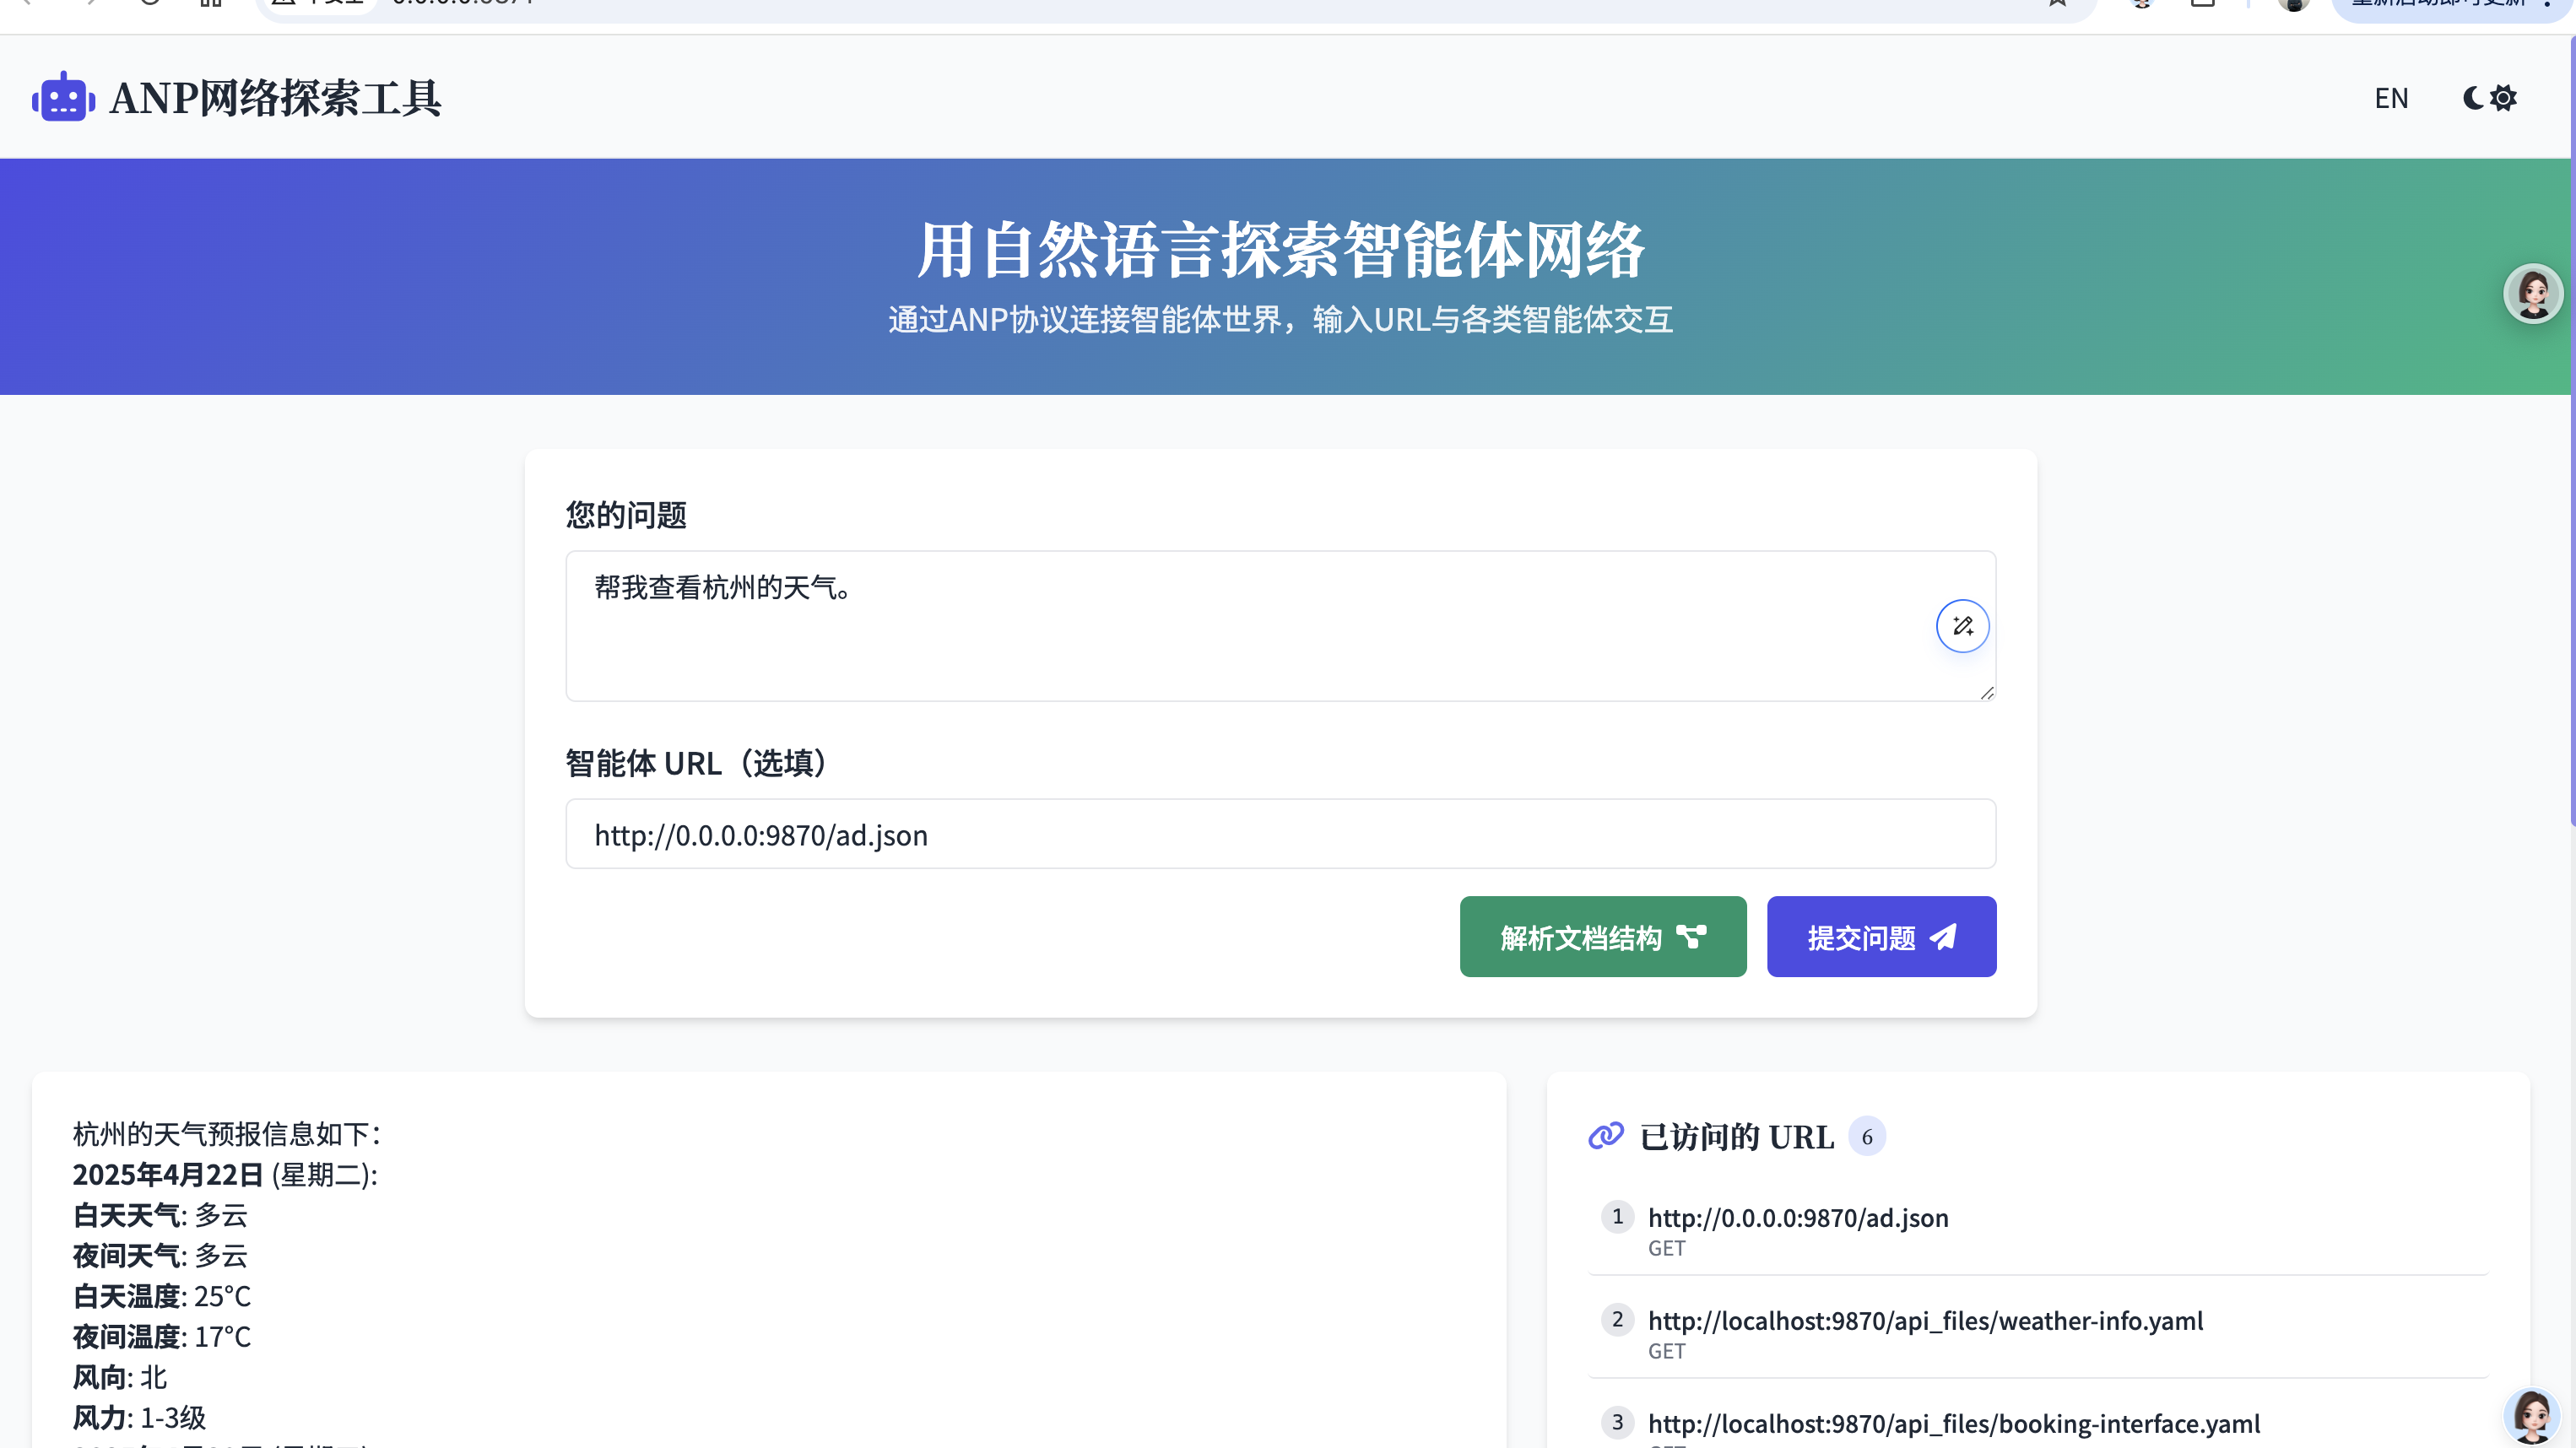 ANP网络探索工具
EN
用自然语言探索智能体网络
通过ANP协议连接智能体世界，输入URL与各类智能体交互
您的问题
帮我查看杭州的天气。
智能体 URL（选填）
http://0.0.0.0:9870/ad.json
解析文档结构
提交问题
杭州的天气预报信息如下：
2025年4月22日 (星期二):
白天天气: 多云
夜间天气: 多云
白天温度: 25°C
夜间温度: 17°C
风向: 北
风力: 1-3级
已访问的 URL 6
1 http://0.0.0.0:9870/ad.json
GET
2 http://localhost:9870/api_files/weather-info.yaml
GET
3 http://localhost:9870/api_files/booking-interface.yaml